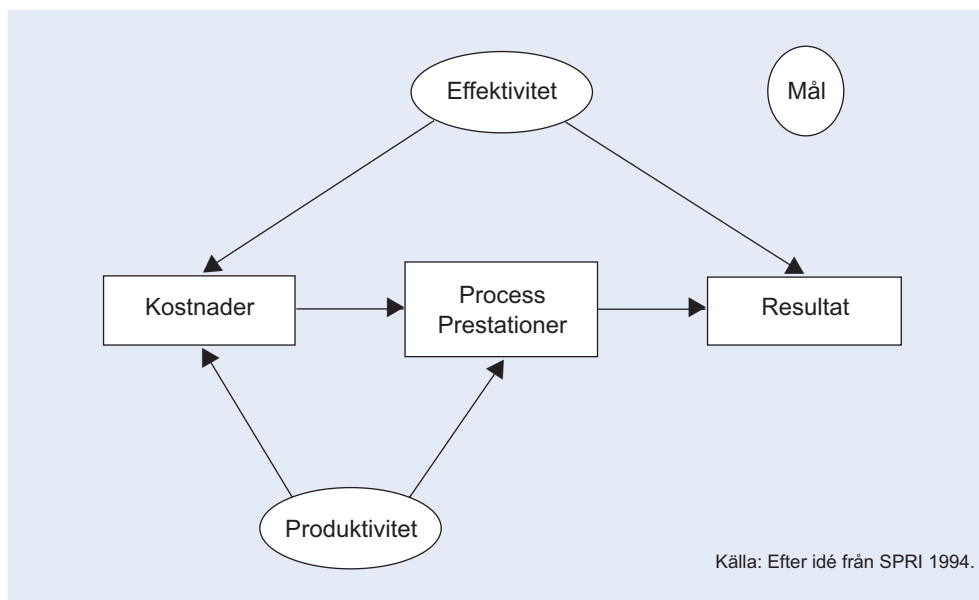 Effektivitet
Mål
Kostnader
Process
Prestationer
Resultat
Produktivitet
Källa: Efter idé från SPRI 1994.